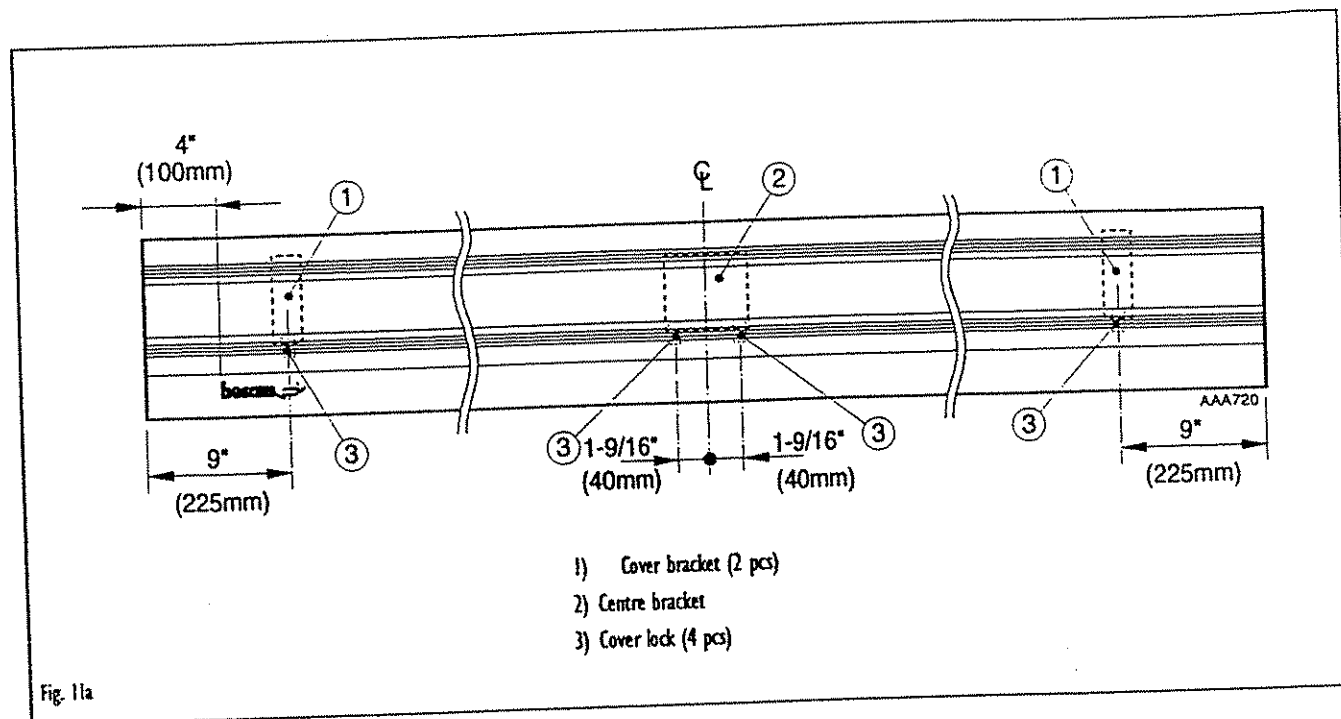 4"
(100mm)
1
℄
2
1
3
3
1-9/16"
(40mm)
3
1-9/16"
(40mm)
3
AAA720
9"
(225mm)
9"
(225mm)
1) Cover bracket (2 pcs)
2) Centre bracket
3) Cover lock (4 pcs)
Fig. 11a